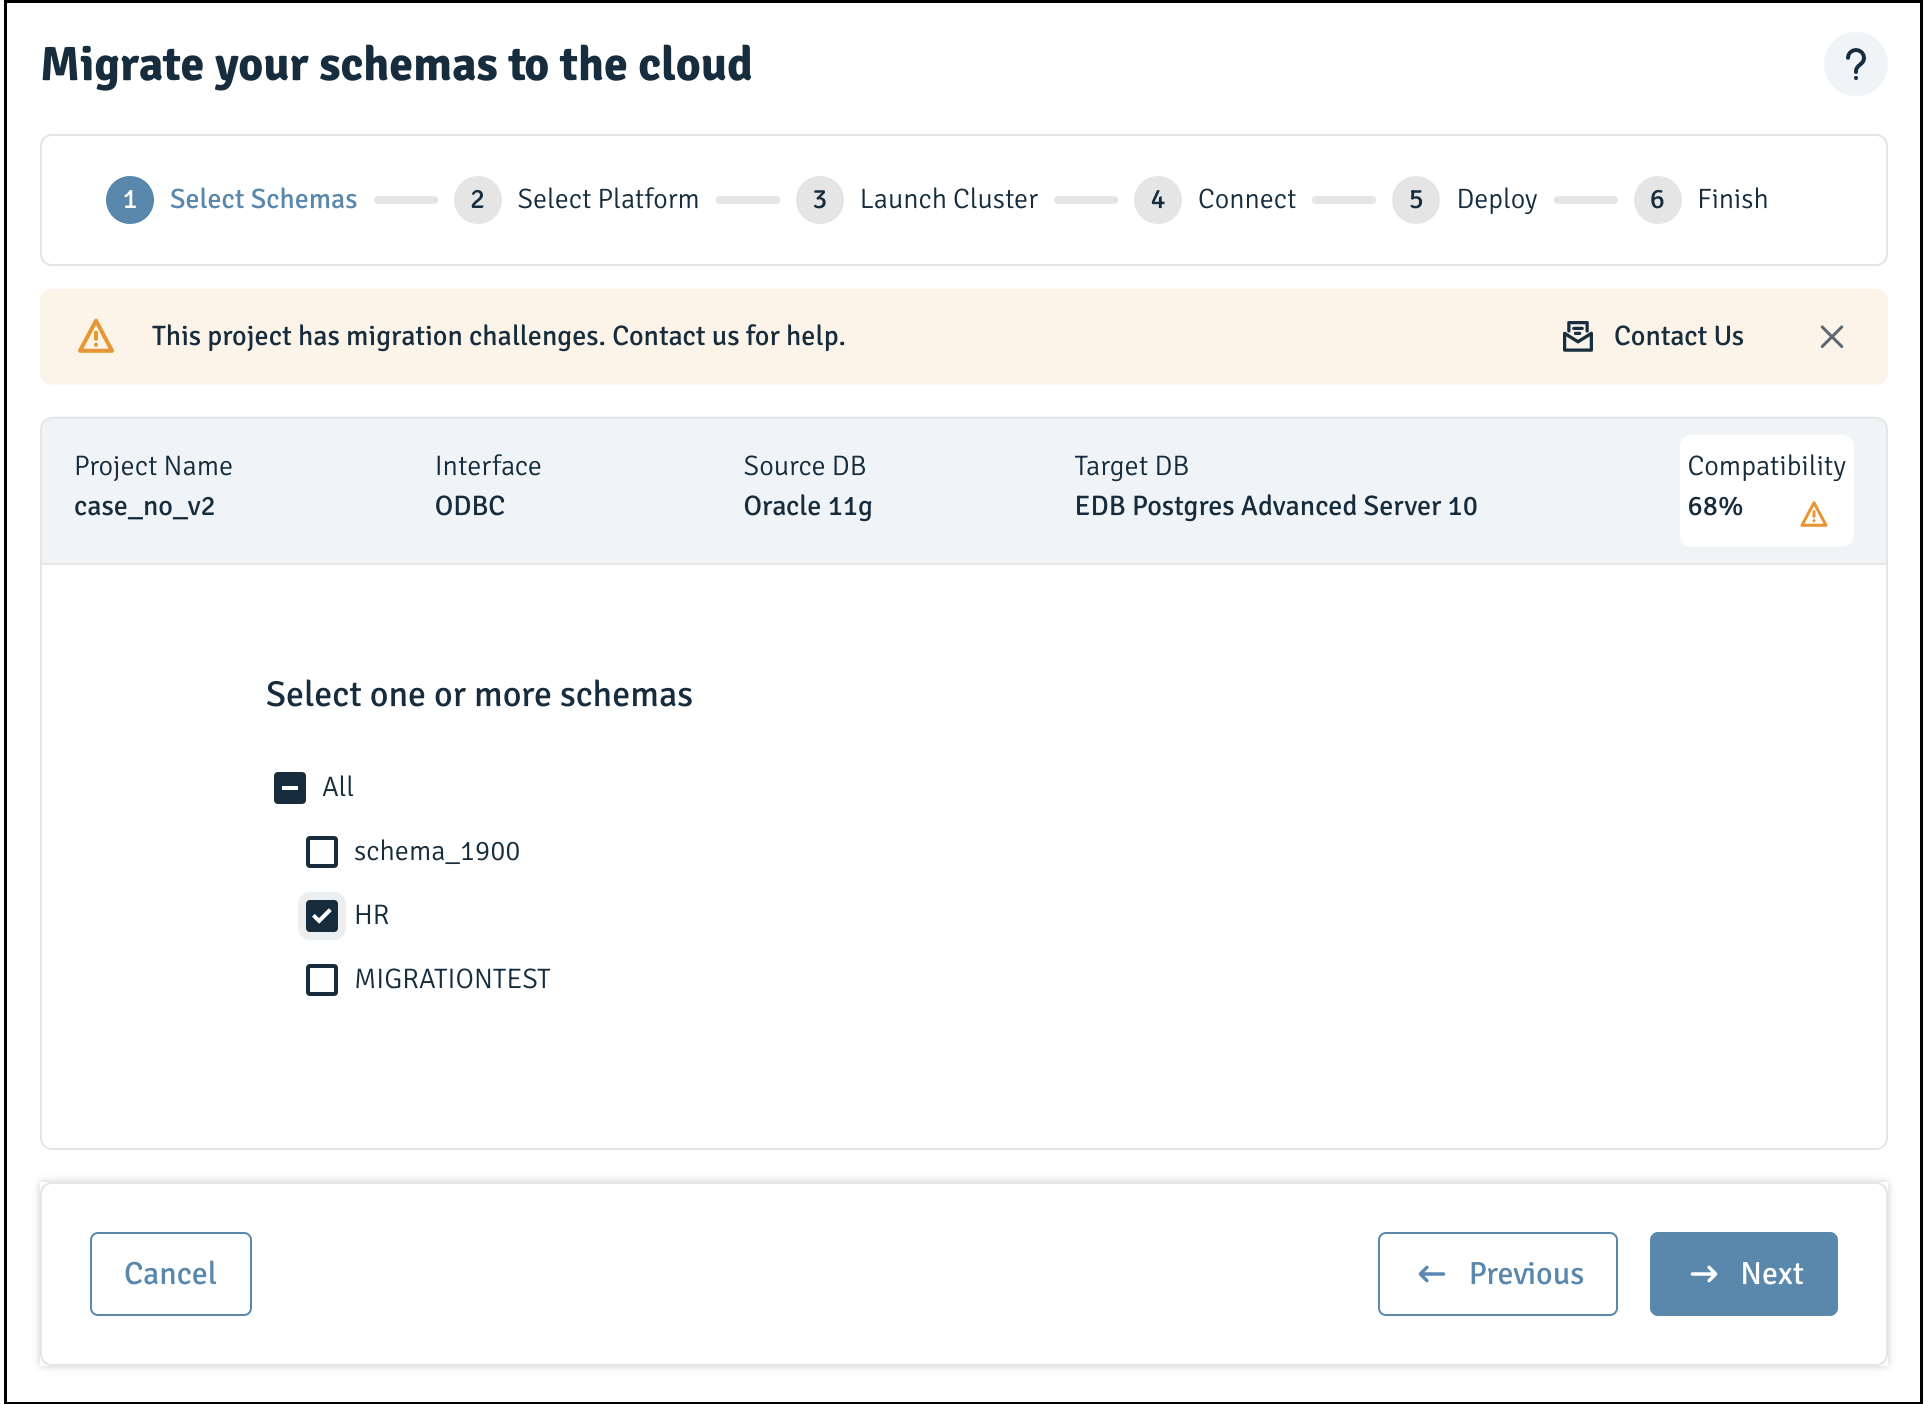 Migrate your schemas to the cloud
?
1 Select Schemas 2 Select Platform 3 Launch Cluster 4 Connect 5 Deploy 6 Finish
This project has migration challenges. Contact us for help. Contact Us
Project Name Interface Source DB Target DB Compatibility
case_no_v2 ODBC Oracle 11g EDB Postgres Advanced Server 10 68%
Select one or more schemas
All
schema_1900
HR
MIGRATIONTEST
Cancel Previous Next